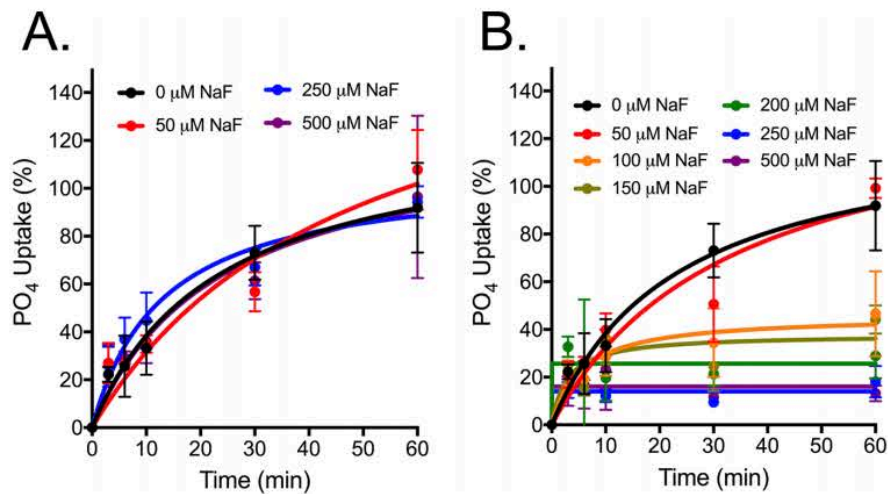 A.
0 μM NaF
50 μM NaF
250 μM NaF
500 μM NaF
PO4 Uptake (%)
140
120
100
80
60
40
20
0
0 10 20 30 40 50 60
Time (min)
B.
0 μM NaF
50 μM NaF
100 μM NaF
150 μM NaF
200 μM NaF
250 μM NaF
500 μM NaF
PO4 Uptake (%)
140
120
100
80
60
40
20
0
0 10 20 30 40 50 60
Time (min)